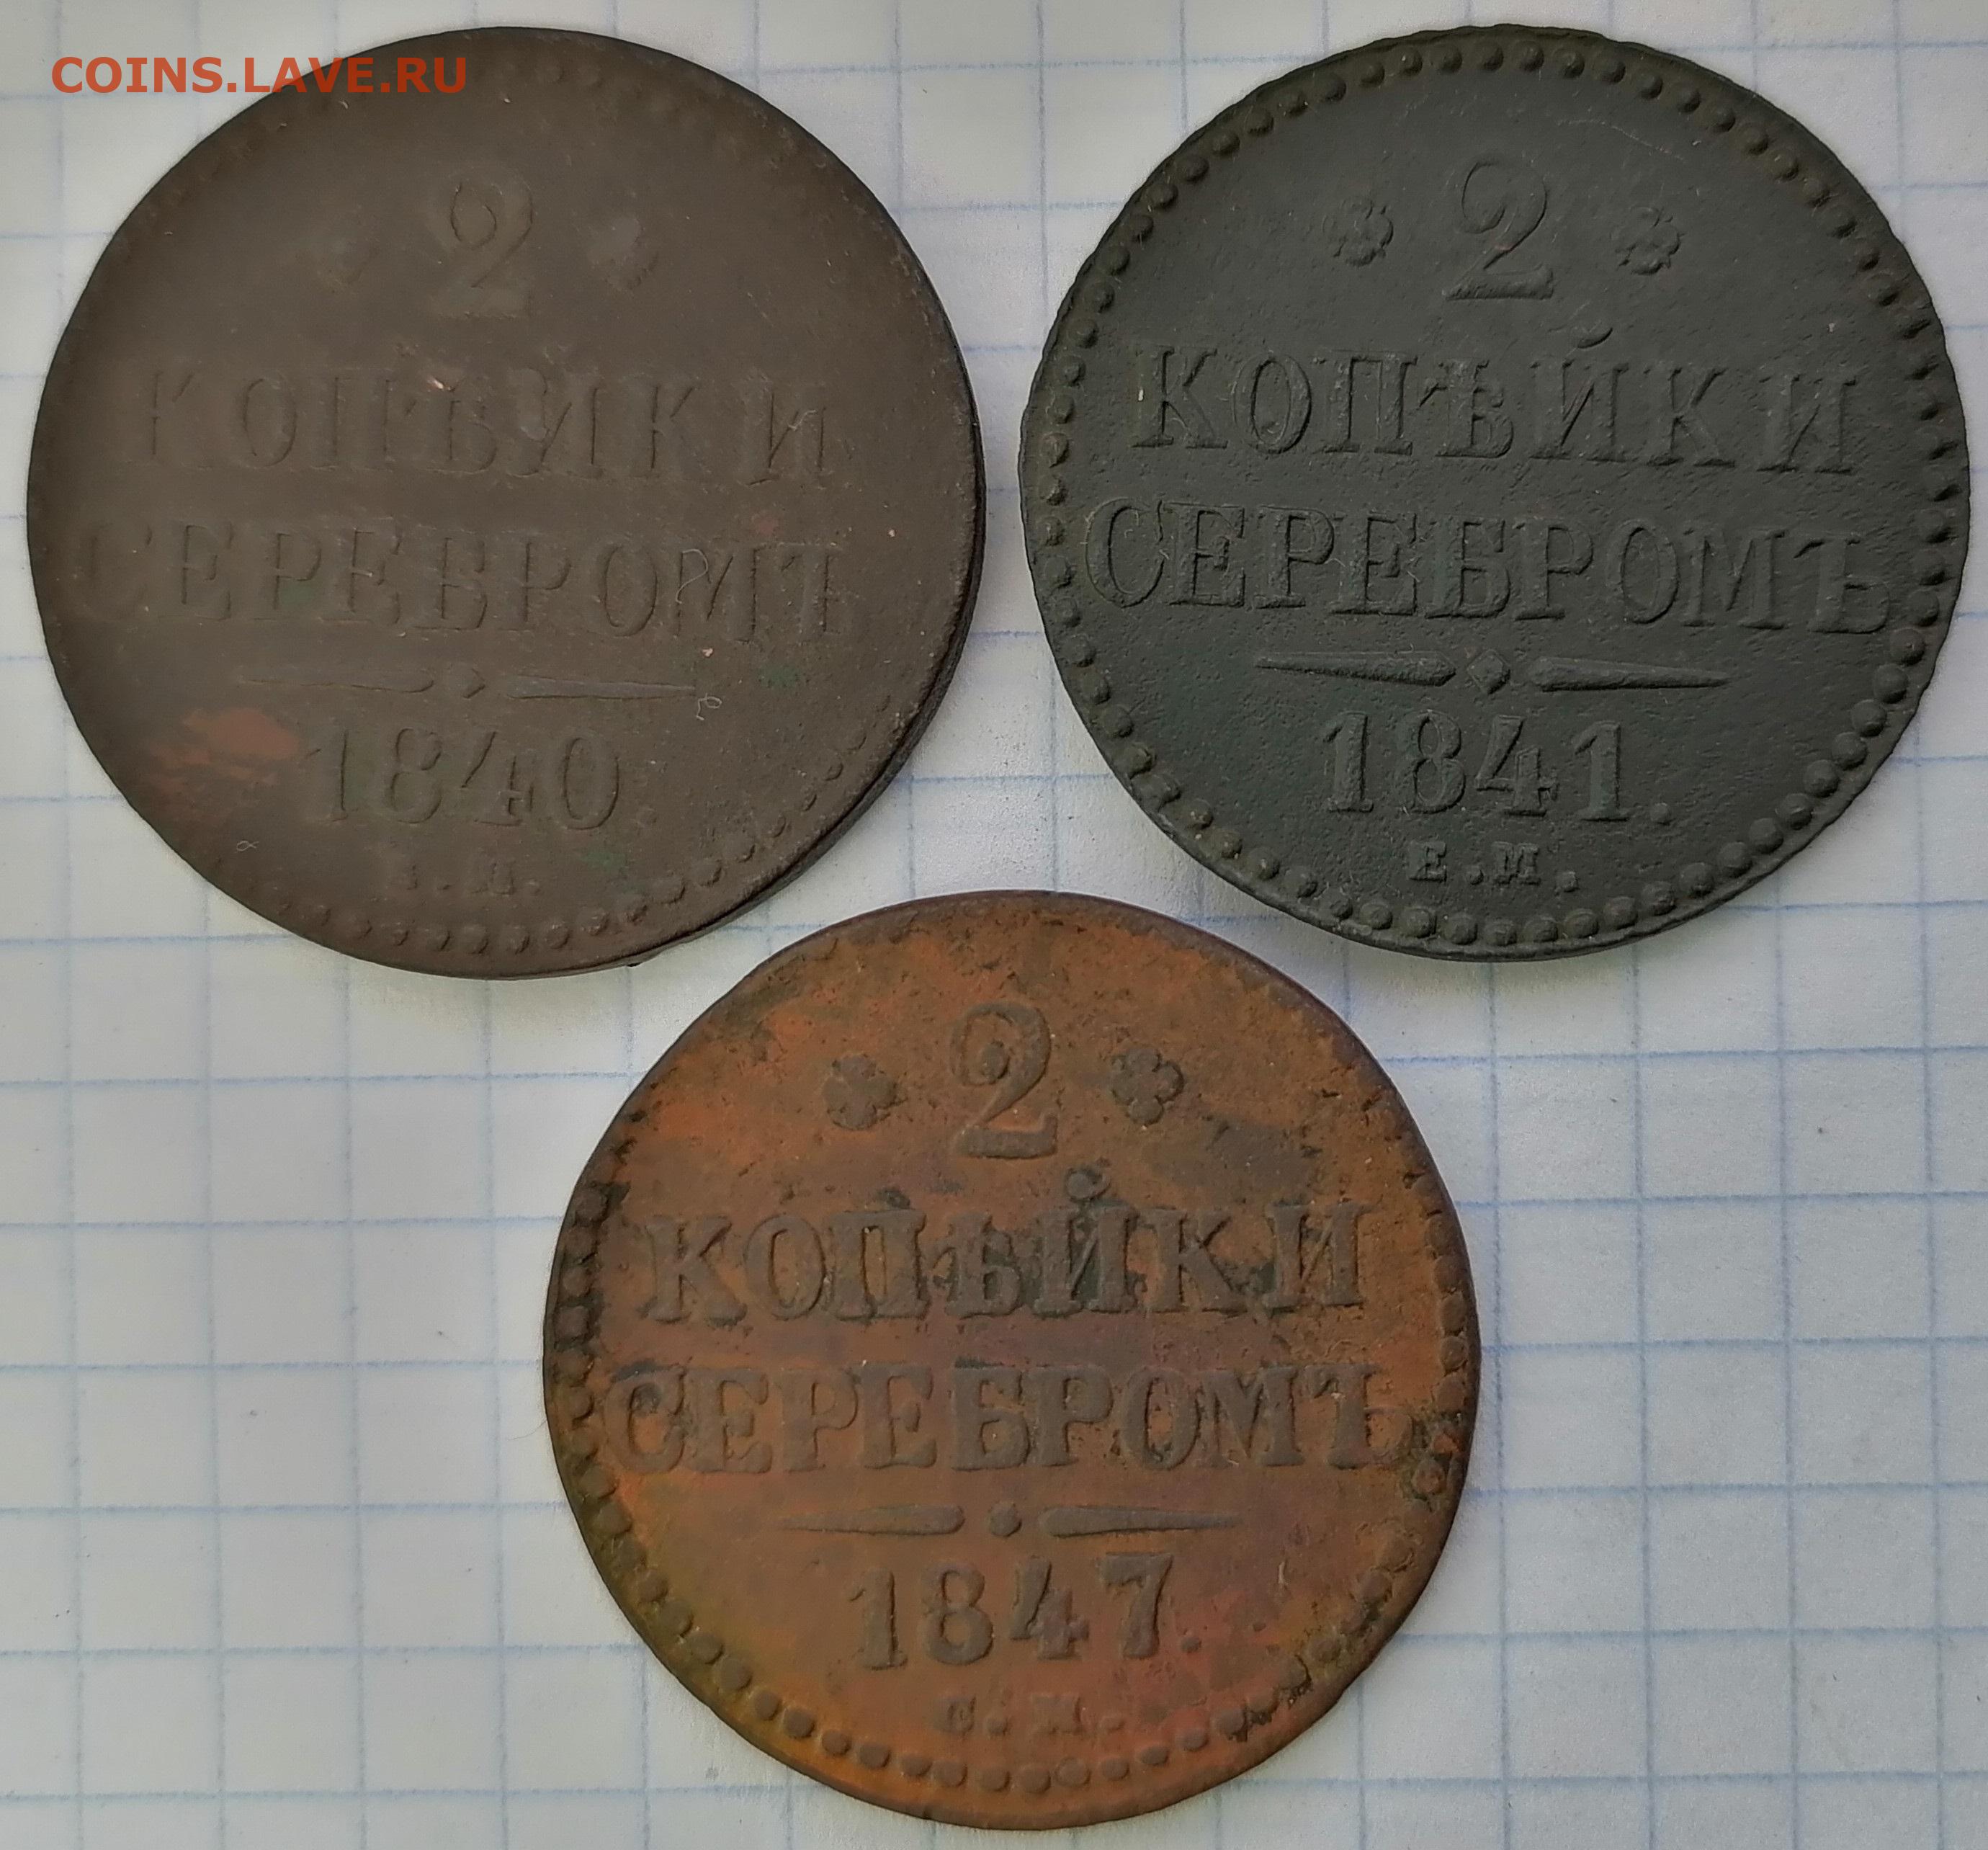 COINS.LAVE.RU
2
КОПѢЙКИ
СЕРЕБРОМЪ
1840.
2
КОПѢЙКИ
СЕРЕБРОМЪ
1841.
Е.М.
2
КОПѢЙКИ
СЕРЕБРОМЪ
1847.